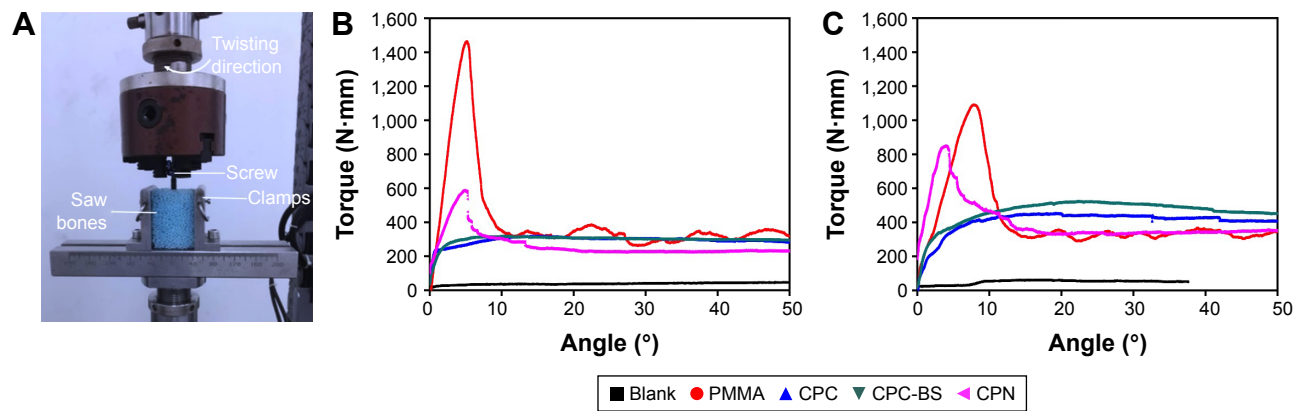 A
Twisting
direction
Screw
Clamps
Saw
bones
B
1,600
1,400
1,200
1,000
800
600
400
200
0
Torque (N·mm)
0 10 20 30 40 50
Angle (°)
C
1,600
1,400
1,200
1,000
800
600
400
200
0
Torque (N·mm)
0 10 20 30 40 50
Angle (°)
Blank PMMA CPC CPC-BS CPN